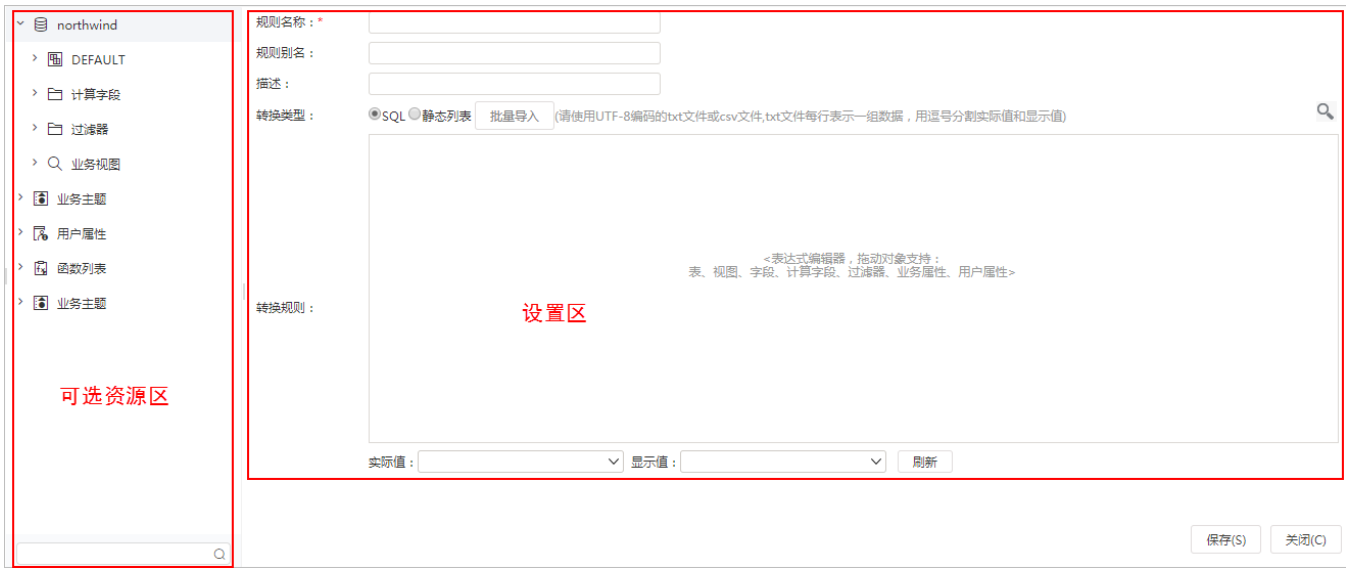 northwind
DEFAULT
计算字段
过滤器
业务视图
业务主题
用户属性
函数列表
业务主题
可选资源区
规则名称：*
规则别名：
描述：
转换类型： SQL 静态列表 批量导入 (请使用UTF-8编码的txt文件或csv文件,txt文件每行表示一组数据，用逗号分割实际值和显示值)
<表达式编辑器，拖动对象支持：
表、视图、字段、计算字段、过滤器、业务属性、用户属性>
转换规则：
设置区
实际值： 显示值： 刷新
保存(S) 关闭(C)